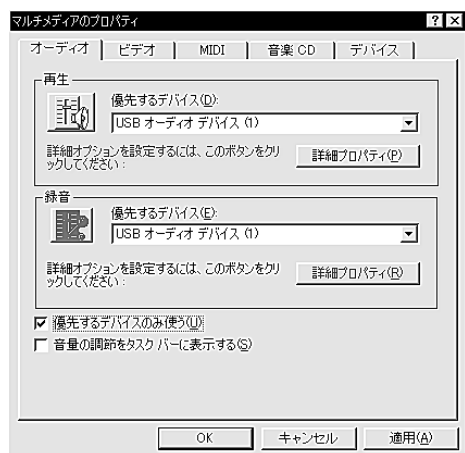 マルチメディアのプロパティ
オーディオ ビデオ MIDI 音楽 CD デバイス
再生
優先するデバイス(D):
USB オーディオ デバイス (1)
詳細オプションを設定するには、このボタンをクリ
ックしてください :
詳細プロパティ(P)
録音
優先するデバイス(E):
USB オーディオ デバイス (1)
詳細オプションを設定するには、このボタンをクリ
ックしてください :
詳細プロパティ(R)
優先するデバイスのみ使う(U)
音量の調節をタスク バーに表示する(S)
OK キャンセル 適用(A)